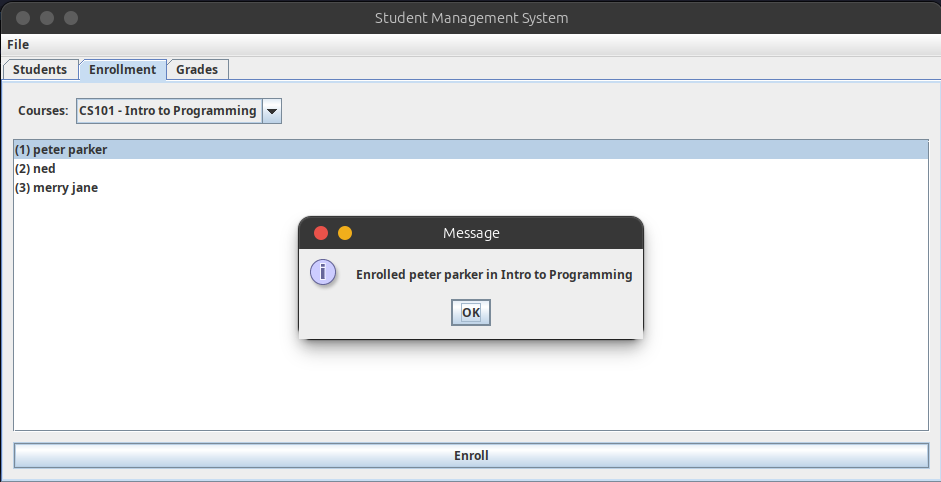 Student Management System
File
Students Enrollment Grades
Courses: CS101 - Intro to Programming
(1) peter parker
(2) ned
(3) merry jane
Message
i Enrolled peter parker in Intro to Programming
OK
Enroll